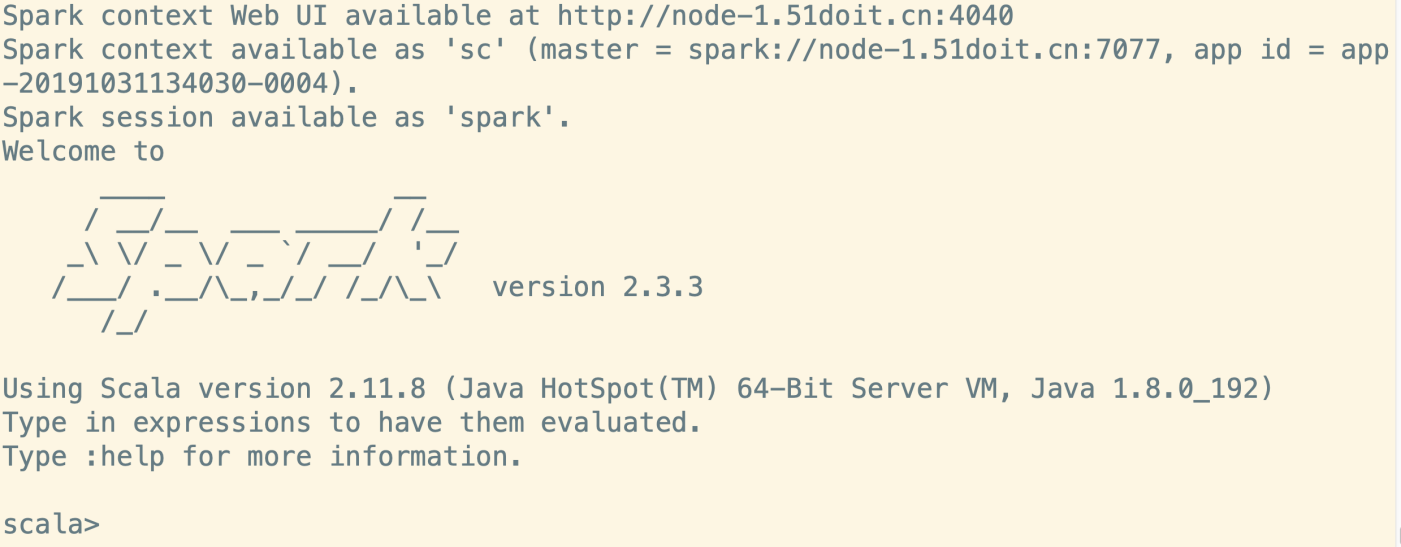 Spark context Web UI available at http://node-1.51doit.cn:4040
Spark context available as 'sc' (master = spark://node-1.51doit.cn:7077, app id = app
-20191031134030-0004).
Spark session available as 'spark'.
Welcome to
      ____              __
     / __/__  ___ _____/ /__
    _\ \/ _ \/ _ `/ __/  '_/
   /___/ .__/\_,_/_/ /_/\_\   version 2.3.3
      /_/
Using Scala version 2.11.8 (Java HotSpot(TM) 64-Bit Server VM, Java 1.8.0_192)
Type in expressions to have them evaluated.
Type :help for more information.
scala>